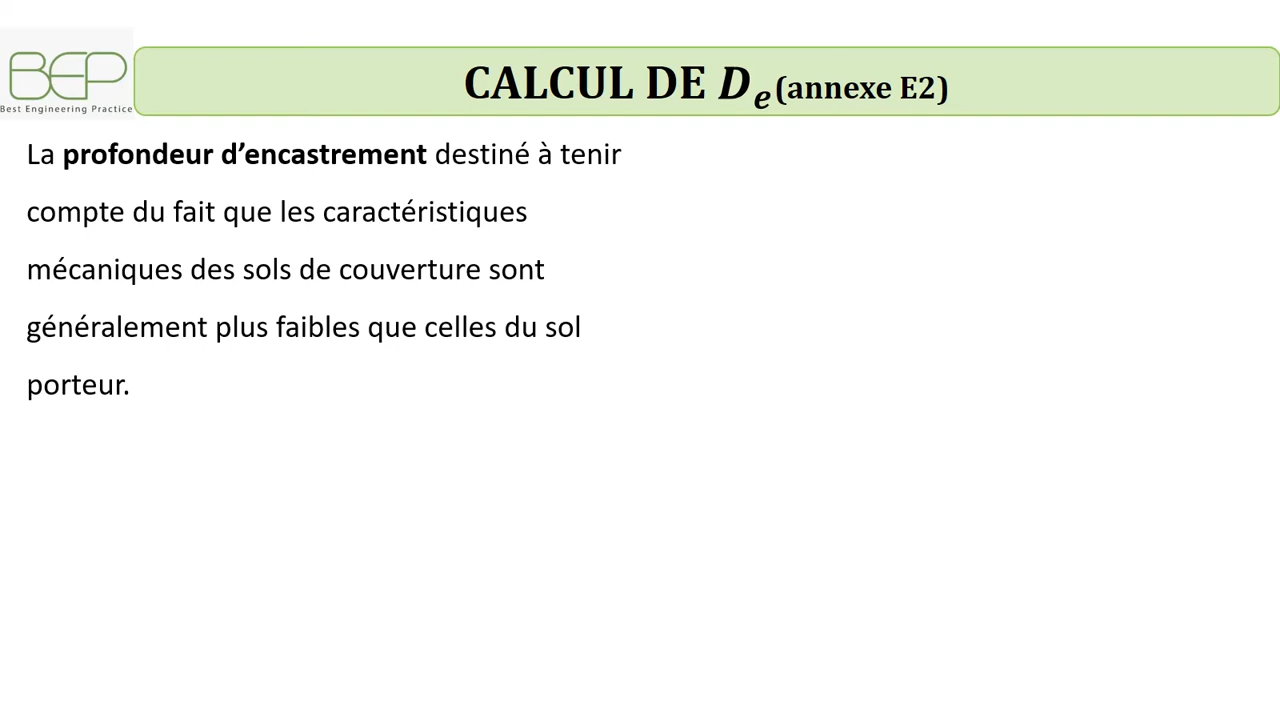 BEP
Best Engineering Practice
CALCUL DE De (annexe E2)
La profondeur d’encastrement destiné à tenir
compte du fait que les caractéristiques
mécaniques des sols de couverture sont
généralement plus faibles que celles du sol
porteur.